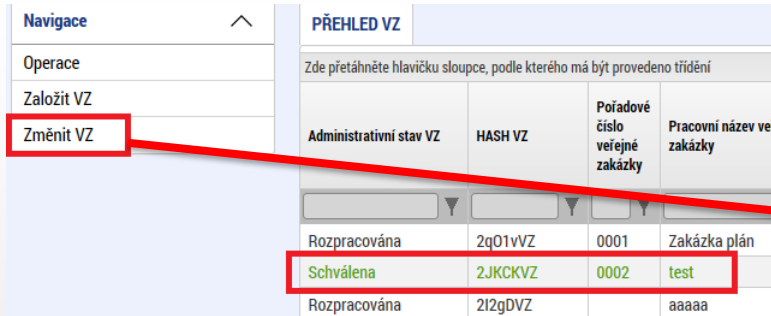 Navigace
Operace
Založit VZ
Změnit VZ
PŘEHLED VZ
Zde přetáhněte hlavičku sloupce, podle kterého má být provedeno třídění
Administrativní stav VZ HASH VZ Pořadové číslo veřejné zakázky Pracovní název ve zakázky
Rozpracována 2qO1vVZ 0001 Zakázka plán
Schválena 2JKCKVZ 0002 test
Rozpracována 2I2gDVZ aaaaa